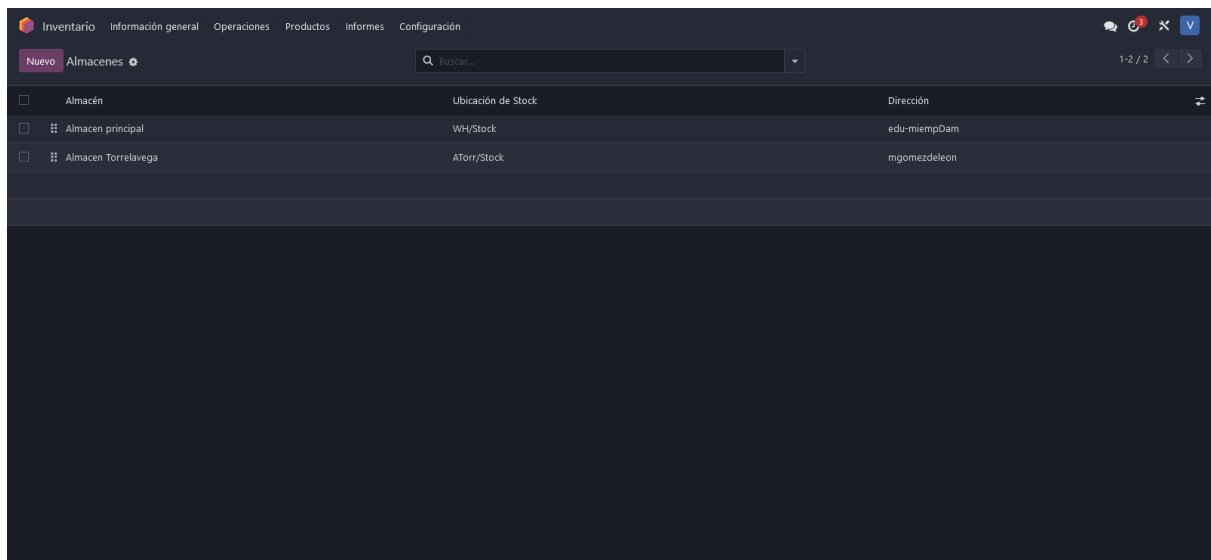 Inventario Información general Operaciones Productos Informes Configuración 3 V
Nuevo Almacenes Buscar... 1-2 / 2
Almacén Ubicación de Stock Dirección
Almacen principal WH/Stock edu-miempDam
Almacen Torrelavega ATorr/Stock mgomezdeleon